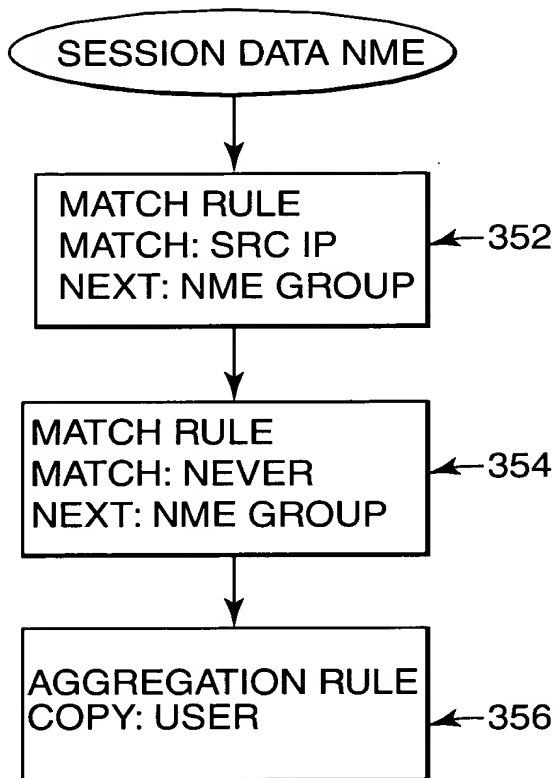 SESSION DATA NME
MATCH RULE
MATCH: SRC IP
NEXT: NME GROUP
352
MATCH RULE
MATCH: NEVER
NEXT: NME GROUP
354
AGGREGATION RULE
COPY: USER
356